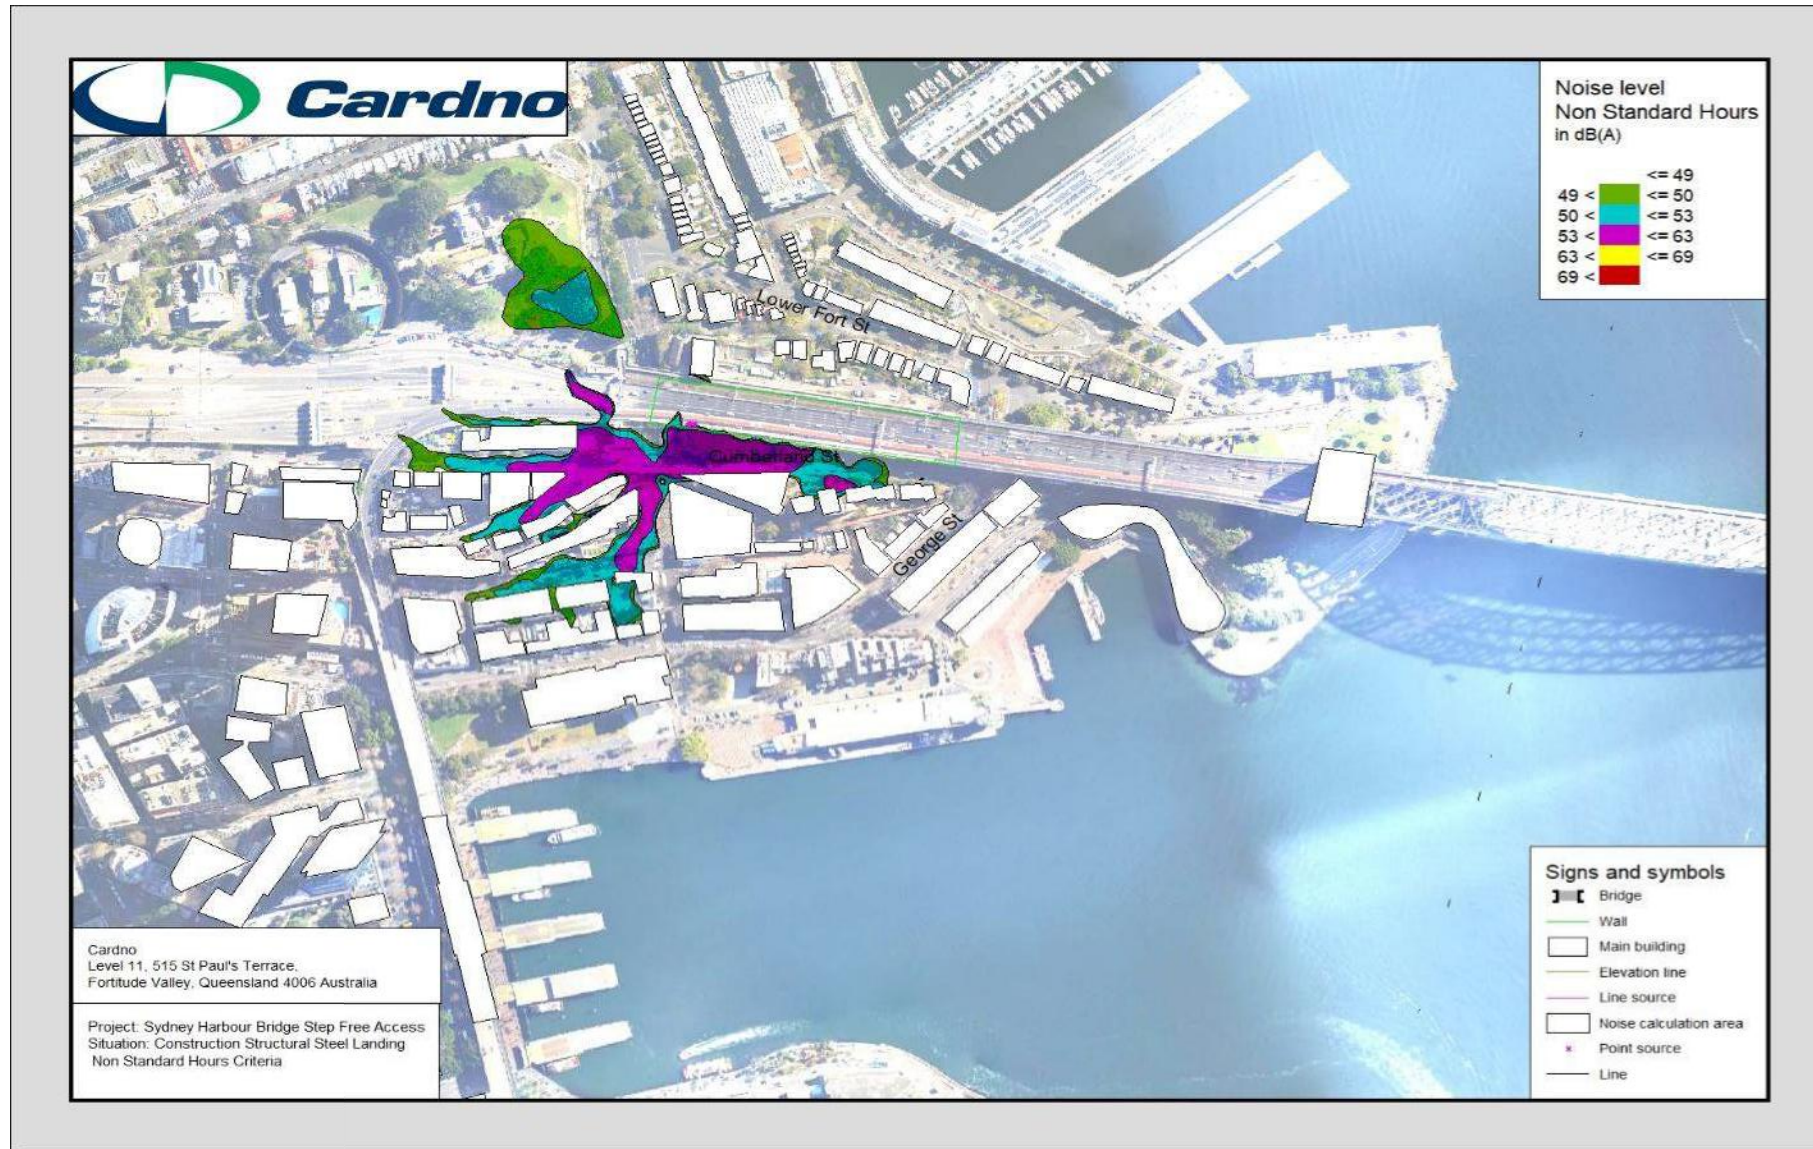 Cardno
Noise level
Non Standard Hours
in dB(A)
<= 49
49 < <= 50
50 < <= 53
53 < <= 63
63 < <= 69
69 <
Lower Fort St
Cumberland St
George St
Signs and symbols
Bridge
Wall
Main building
Elevation line
Line source
Noise calculation area
Point source
Line
Cardno
Level 11, 515 St Paul's Terrace,
Fortitude Valley, Queensland 4006 Australia
Project: Sydney Harbour Bridge Step Free Access
Situation: Construction Structural Steel Landing
Non Standard Hours Criteria